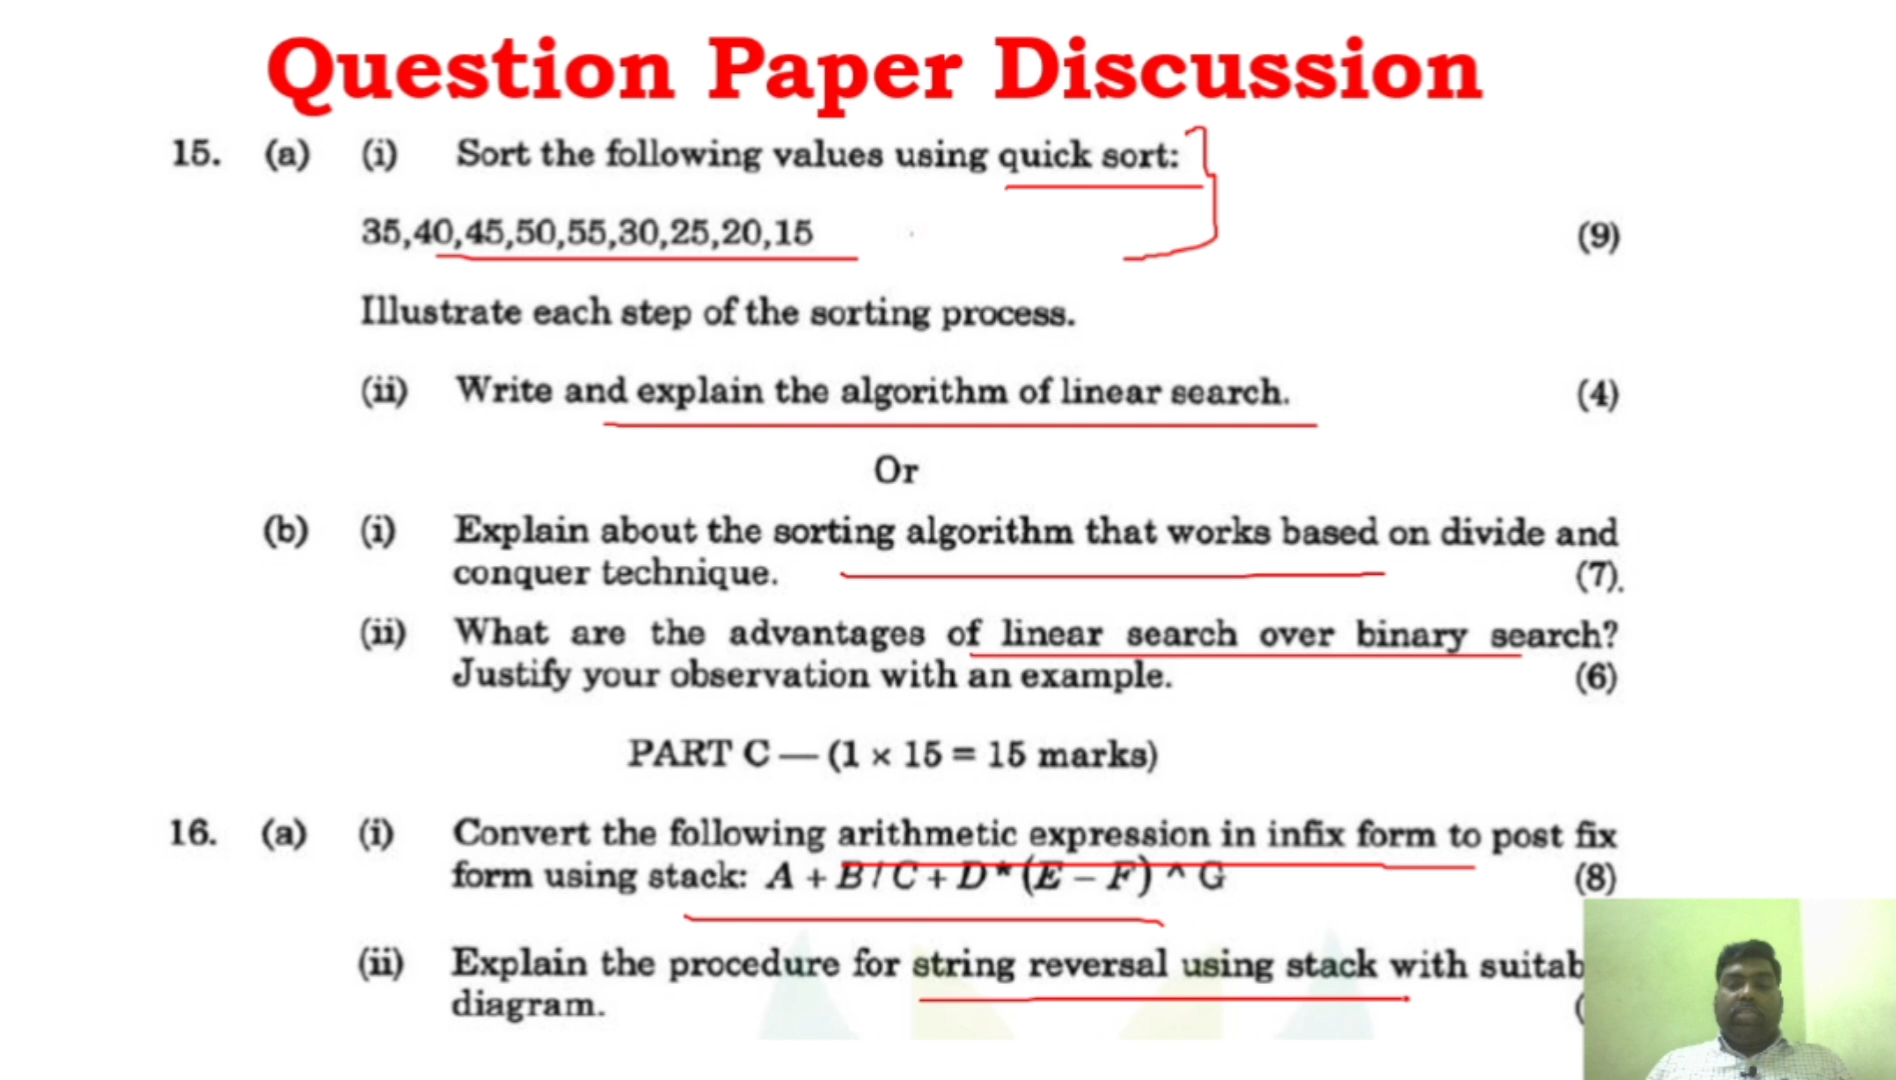 Question Paper Discussion
15. (a) (i) Sort the following values using quick sort:
35,40,45,50,55,30,25,20,15 (9)
Illustrate each step of the sorting process.
(ii) Write and explain the algorithm of linear search. (4)
Or
(b) (i) Explain about the sorting algorithm that works based on divide and
conquer technique. (7).
(ii) What are the advantages of linear search over binary search?
Justify your observation with an example. (6)
PART C — (1 × 15 = 15 marks)
16. (a) (i) Convert the following arithmetic expression in infix form to post fix
form using stack: A + B / C + D * (E − F) ^ G (8)
(ii) Explain the procedure for string reversal using stack with suitab
diagram. (